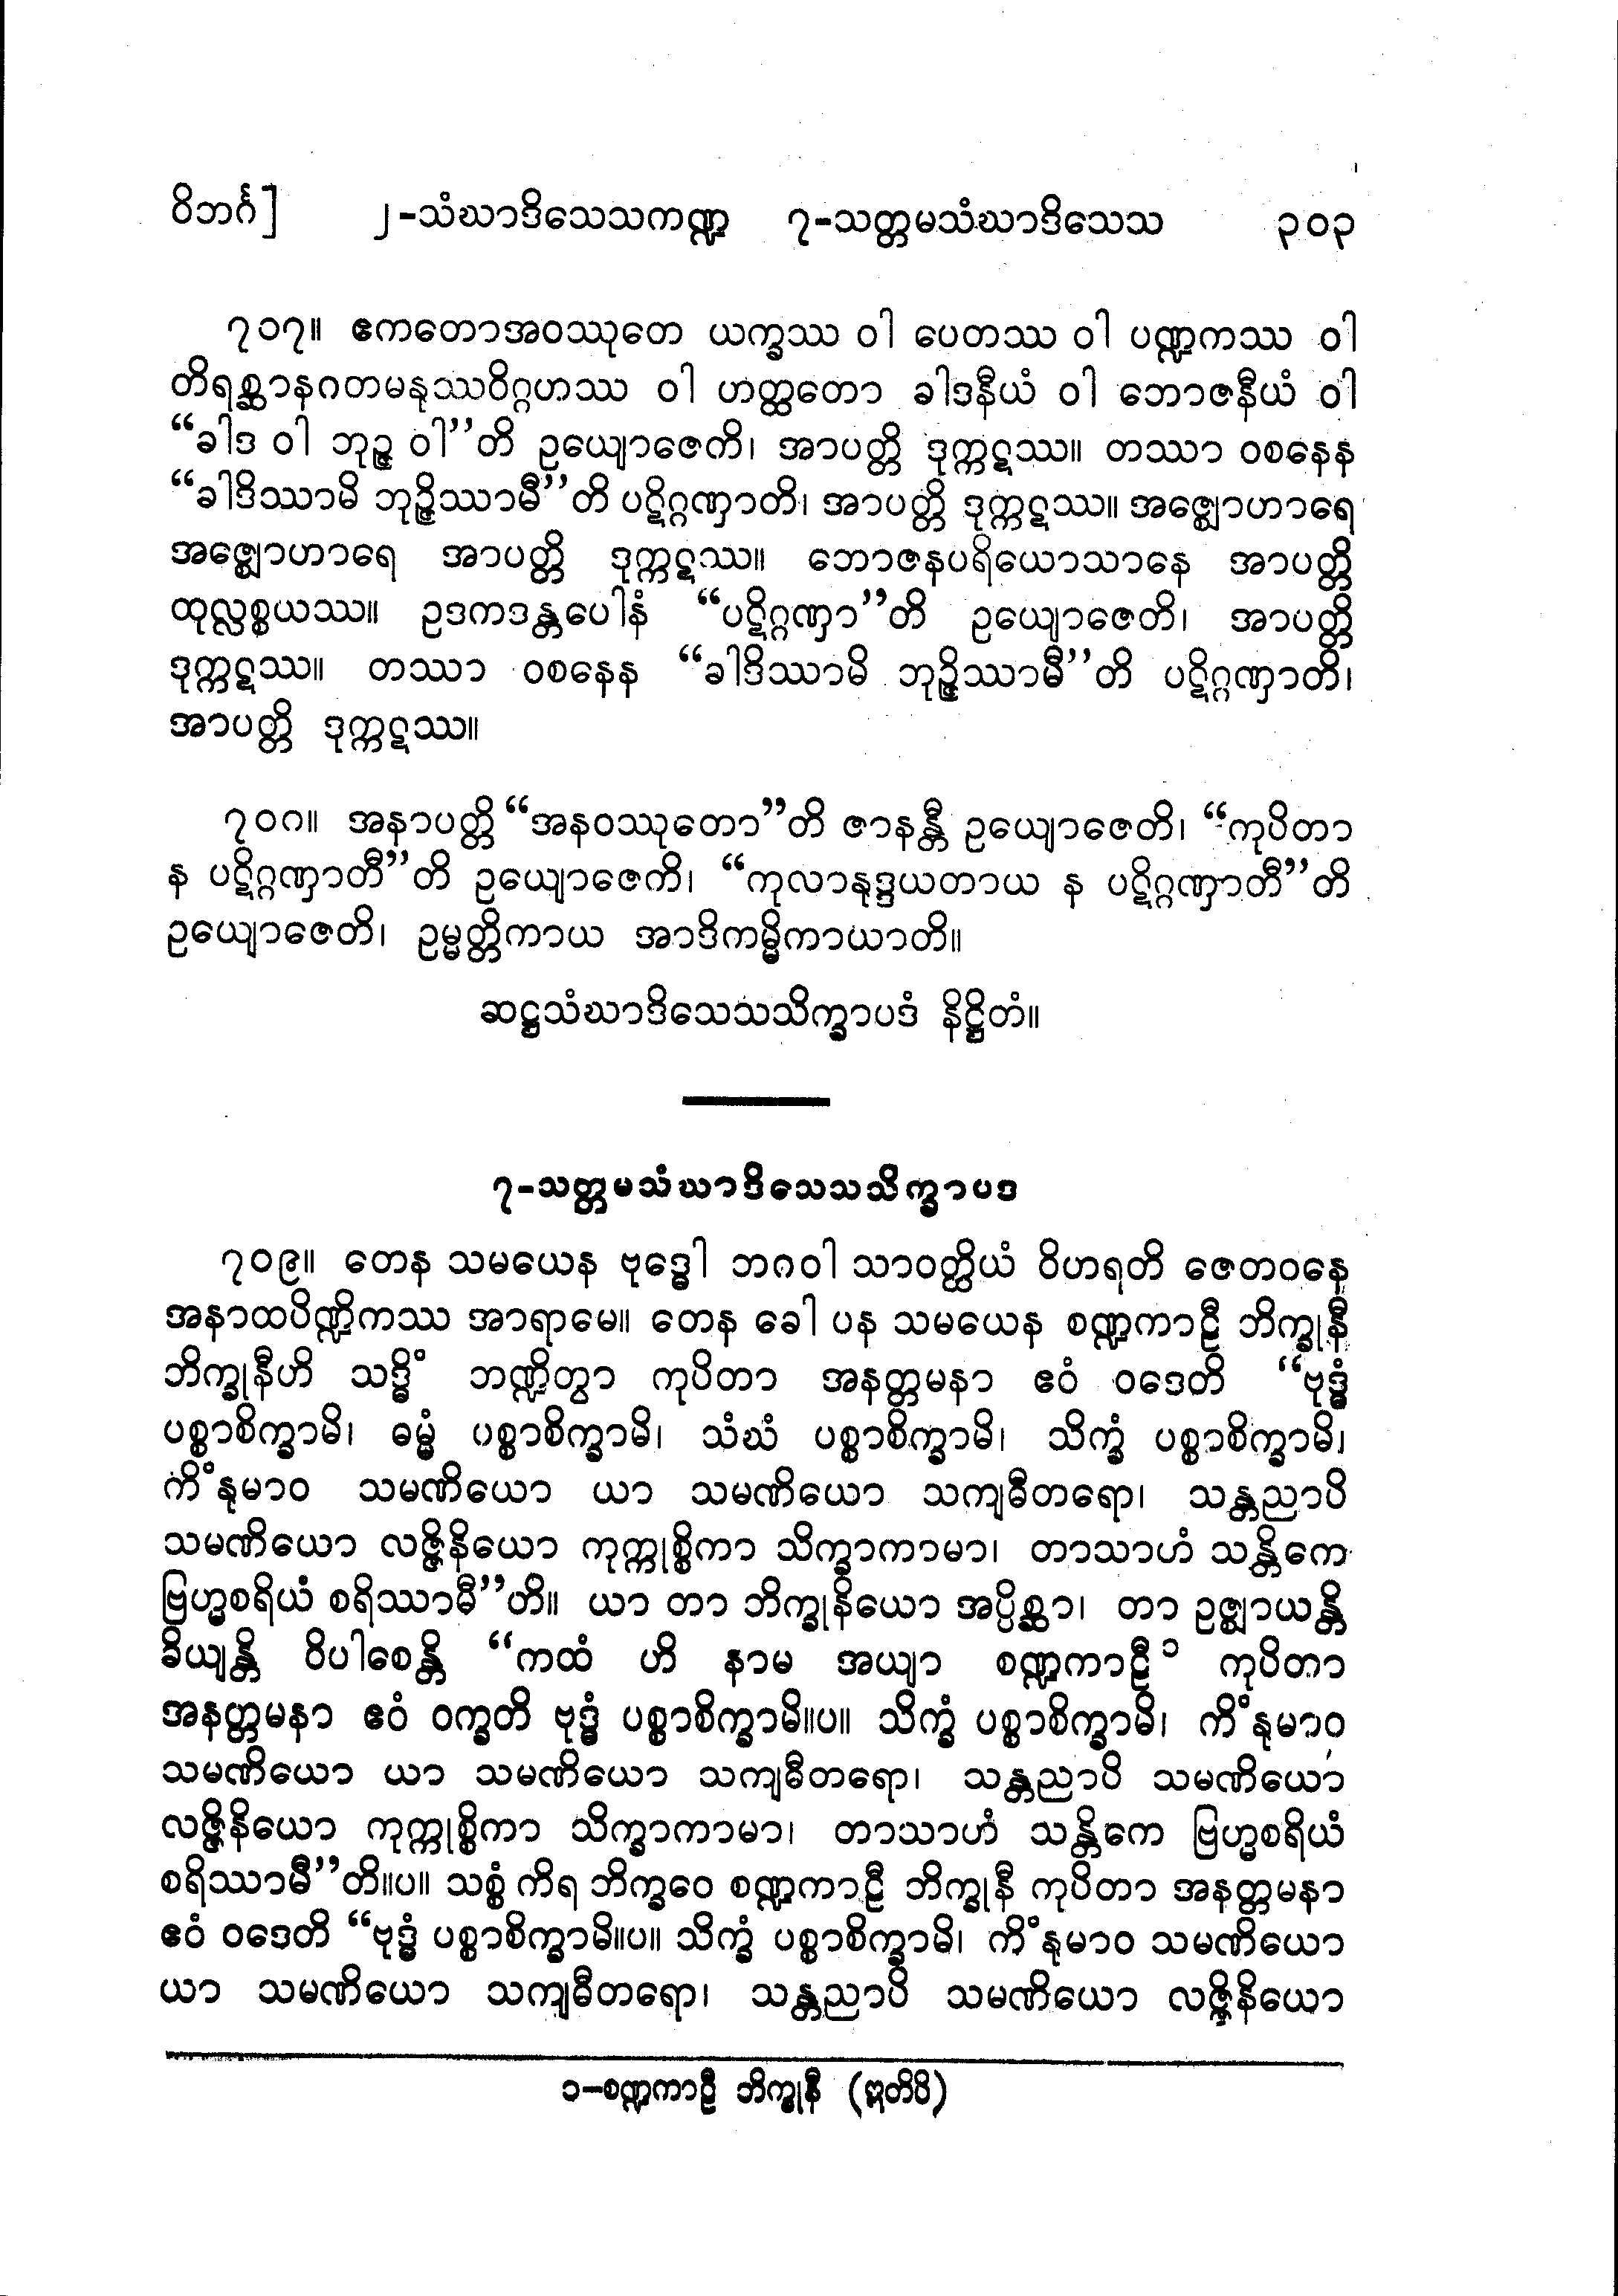 ဝိဘင်္ဂ] ၂-သံဃာဒိသေသကဏ္ဍ ၇-သတ္တမသံဃာဒိသေသ ၃၀၃
၇၀၇။ ဧကတောအဝဿုတေ ယက္ခဿ ဝါ ပေတဿ ဝါ ပဏ္ဍကဿ ဝါ
တိရစ္ဆာနဂတမနုဿဝိဂ္ဂဟဿ ဝါ ဟတ္ထတော ခါဒနီယံ ဝါ ဘောဇနီယံ ဝါ
“ခါဒ ဝါ ဘုဉ္ဇ ဝါ”တိ ဥယျောဇေကိ၊ အာပတ္တိ ဒုက္ကဋဿ။ တဿာ ဝစနေန
“ခါဒိဿာမိ ဘုဉ္ဇိဿာမီ”တိ ပဋိဂ္ဂဏှာတိ၊ အာပတ္တိ ဒုက္ကဋဿ။ အဇ္ဈောဟာရေ
အဇ္ဈောဟာရေ အာပတ္တိ ဒုက္ကဋဿ။ ဘောဇနပရိယောသာနေ အာပတ္တိ
ထုလ္လစ္စယဿ။ ဥဒကဒန္တပေါနံ “ပဋိဂ္ဂဏှာ”တိ ဥယျောဇေတိ၊ အာပတ္တိ
ဒုက္ကဋဿ။ တဿာ ဝစနေန “ခါဒိဿာမိ ဘုဉ္ဇိဿာမီ”တိ ပဋိဂ္ဂဏှာတိ၊
အာပတ္တိ ဒုက္ကဋဿ။
၇၀၈။ အနာပတ္တိ “အနဝဿုတော”တိ ဇာနန္တီ ဥယျောဇေတိ၊ “ကုပိတာ
န ပဋိဂ္ဂဏှာတီ”တိ ဥယျောဇေကိ၊ “ကုလာနုဒ္ဒယတာယ န ပဋိဂ္ဂဏှာတီ”တိ
ဥယျောဇေတိ၊ ဥမ္မတ္တိကာယ အာဒိကမ္မိကာယာတိ။
ဆဋ္ဌသံဃာဒိသေသသိက္ခာပဒံ နိဋ္ဌိတံ။
၇-သတ္တမသံဃာဒိသေသသိက္ခာပဒ
၇၀၉။ တေန သမယေန ဗုဒ္ဓေါ ဘဂဝါ သာဝတ္ထိယံ ဝိဟရတိ ဇေတဝနေ
အနာထပိဏ္ဍိကဿ အာရာမေ။ တေန ခေါ ပန သမယေန စဏ္ဍကာဠီ ဘိက္ခုနီ
ဘိက္ခုနီဟိ သဒ္ဓိံ ဘဏ္ဍိတွာ ကုပိတာ အနတ္တမနာ ဧဝံ ဝဒေတိ “ဗုဒ္ဓံ
ပစ္စာစိက္ခာမိ၊ ဓမ္မံ ပစ္စာစိက္ခာမိ၊ သံဃံ ပစ္စာစိက္ခာမိ၊ သိက္ခံ ပစ္စာစိက္ခာမိ၊
ကိံနုမာဝ သမဏိယော ယာ သမဏိယော သကျဓီတရော၊ သန္တညာပိ
သမဏိယော လဇ္ဇိနိယော ကုက္ကုစ္စိကာ သိက္ခာကာမာ၊ တာသာဟံ သန္တိကေ
ဗြဟ္မစရိယံ စရိဿာမီ”တိ။ ယာ တာ ဘိက္ခုနိယော အပ္ပိစ္ဆာ၊ တာ ဥဇ္ဈာယန္တိ
ခိယျန္တိ ဝိပါစေန္တိ “ကထံ ဟိ နာမ အယျာ စဏ္ဍကာဠီ ၁ ကုပိတာ
အနတ္တမနာ ဧဝံ ဝက္ခတိ ဗုဒ္ဓံ ပစ္စာစိက္ခာမိ။ပ။ သိက္ခံ ပစ္စာစိက္ခာမိ၊ ကိံနုမာဝ
သမဏိယော ယာ သမဏိယော သကျဓီတရော၊ သန္တညာပိ သမဏိယော
လဇ္ဇိနိယော ကုက္ကုစ္စိကာ သိက္ခာကာမာ၊ တာသာဟံ သန္တိကေ ဗြဟ္မစရိယံ
စရိဿာမီ”တိ။ပ။ သစ္စံ ကိရ ဘိက္ခဝေ စဏ္ဍကာဠီ ဘိက္ခုနီ ကုပိတာ အနတ္တမနာ
ဧဝံ ဝဒေတိ “ဗုဒ္ဓံ ပစ္စာစိက္ခာမိ။ပ။ သိက္ခံ ပစ္စာစိက္ခာမိ၊ ကိံနုမာဝ သမဏိယော
ယာ သမဏိယော သကျဓီတရော၊ သန္တညာပိ သမဏိယော လဇ္ဇိနိယော
၁-စဏ္ဍကာဠီ ဘိက္ခုနီ (ဣတိပိ)